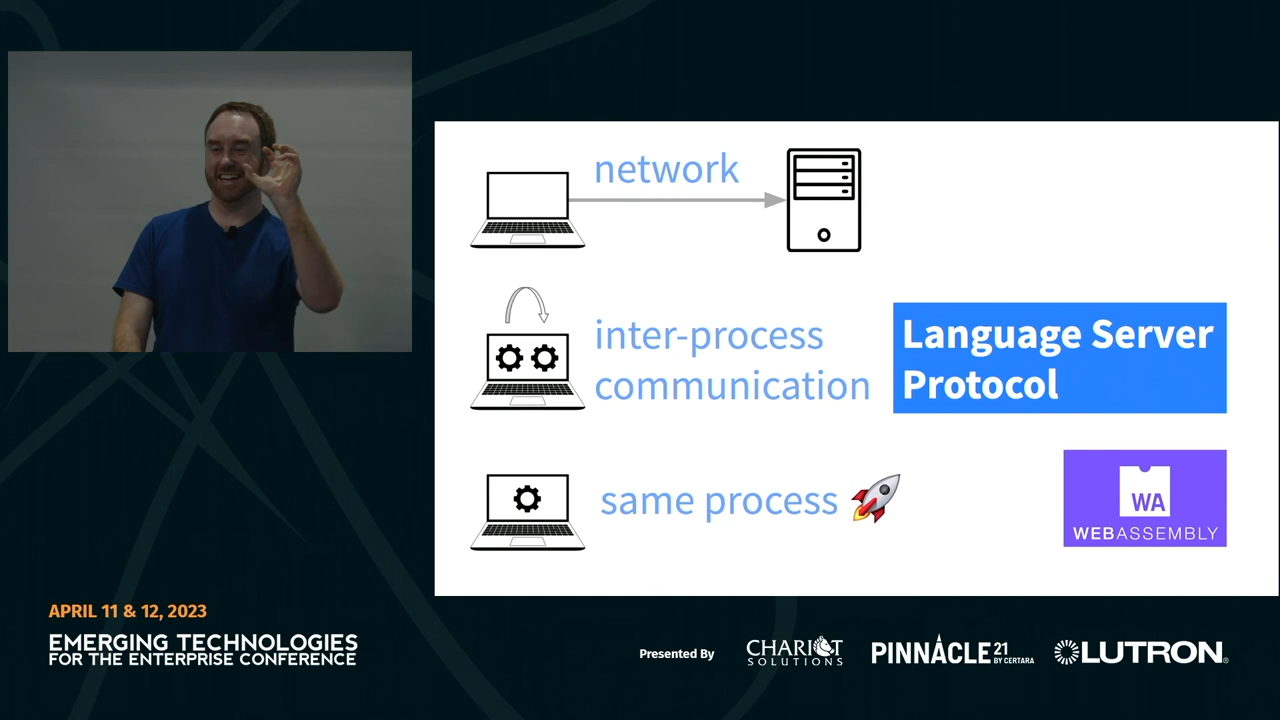 network
inter-process
communication
Language Server
Protocol
same process
WA
WEBASSEMBLY
APRIL 11 & 12, 2023
EMERGING TECHNOLOGIES
FOR THE ENTERPRISE CONFERENCE
Presented By
CHARIOT
SOLUTIONS
PINNACLE 21
BY CERTARA
LUTRON®